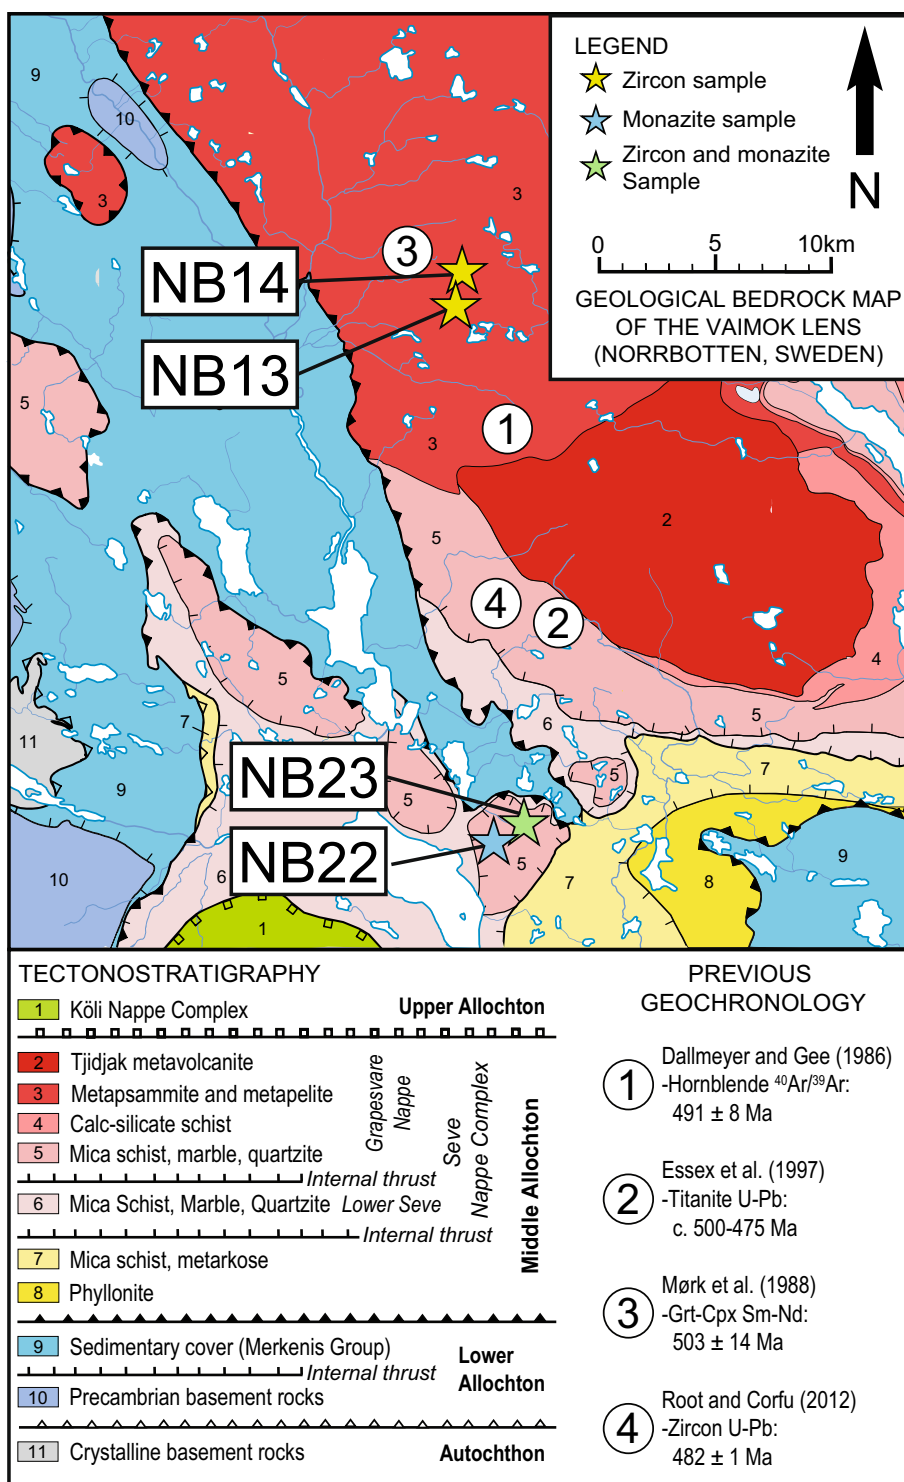 LEGEND
Zircon sample
Monazite sample
Zircon and monazite
Sample
N
0 5 10km
GEOLOGICAL BEDROCK MAP
OF THE VAIMOK LENS
(NORRBOTTEN, SWEDEN)
9
10
3
3
3
NB14
NB13
5
3
1
2
5
4
2
4
5
5
6
7
11
9
NB23
5
5
7
NB22
5
9
10
6
7
8
1
TECTONOSTRATIGRAPHY
1 Köli Nappe Complex Upper Allochton
2 Tjidjak metavolcanite
3 Metapsammite and metapelite
4 Calc-silicate schist
5 Mica schist, marble, quartzite
Grapesvare
Nappe
Seve
Nappe Complex
Middle Allochton
Internal thrust
6 Mica Schist, Marble, Quartzite Lower Seve
Internal thrust
7 Mica schist, metarkose
8 Phyllonite
9 Sedimentary cover (Merkenis Group)
Internal thrust
Lower
Allochton
10 Precambrian basement rocks
11 Crystalline basement rocks Autochthon
PREVIOUS
GEOCHRONOLOGY
1
Dallmeyer and Gee (1986)
-Hornblende ⁴⁰Ar/³⁹Ar:
491 ± 8 Ma
2
Essex et al. (1997)
-Titanite U-Pb:
c. 500-475 Ma
3
Mørk et al. (1988)
-Grt-Cpx Sm-Nd:
503 ± 14 Ma
4
Root and Corfu (2012)
-Zircon U-Pb:
482 ± 1 Ma